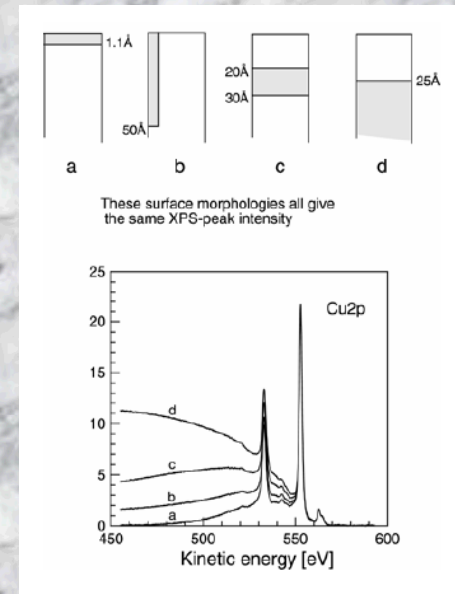 1.1Å
50Å
20Å
30Å
25Å
a b c d
These surface morphologies all give
the same XPS-peak intensity
25
20
15
10
5
0
Cu2p
d
c
b
a
450 500 550 600
Kinetic energy [eV]